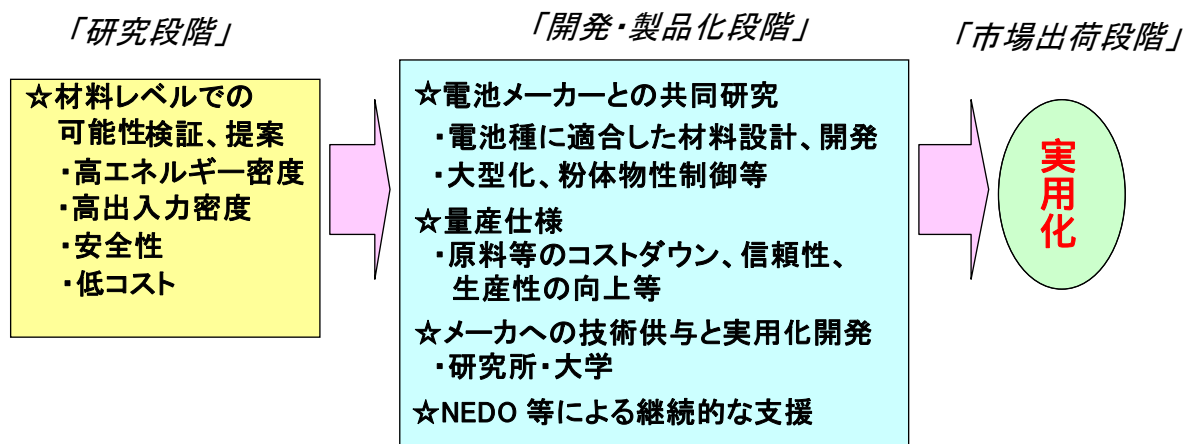 「研究段階」
☆材料レベルでの
可能性検証、提案
・高エネルギー密度
・高出入力密度
・安全性
・低コスト
「開発・製品化段階」
☆電池メーカーとの共同研究
・電池種に適合した材料設計、開発
・大型化、粉体物性制御等
☆量産仕様
・原料等のコストダウン、信頼性、
生産性の向上等
☆メーカへの技術供与と実用化開発
・研究所・大学
☆NEDO 等による継続的な支援
「市場出荷段階」
実用化